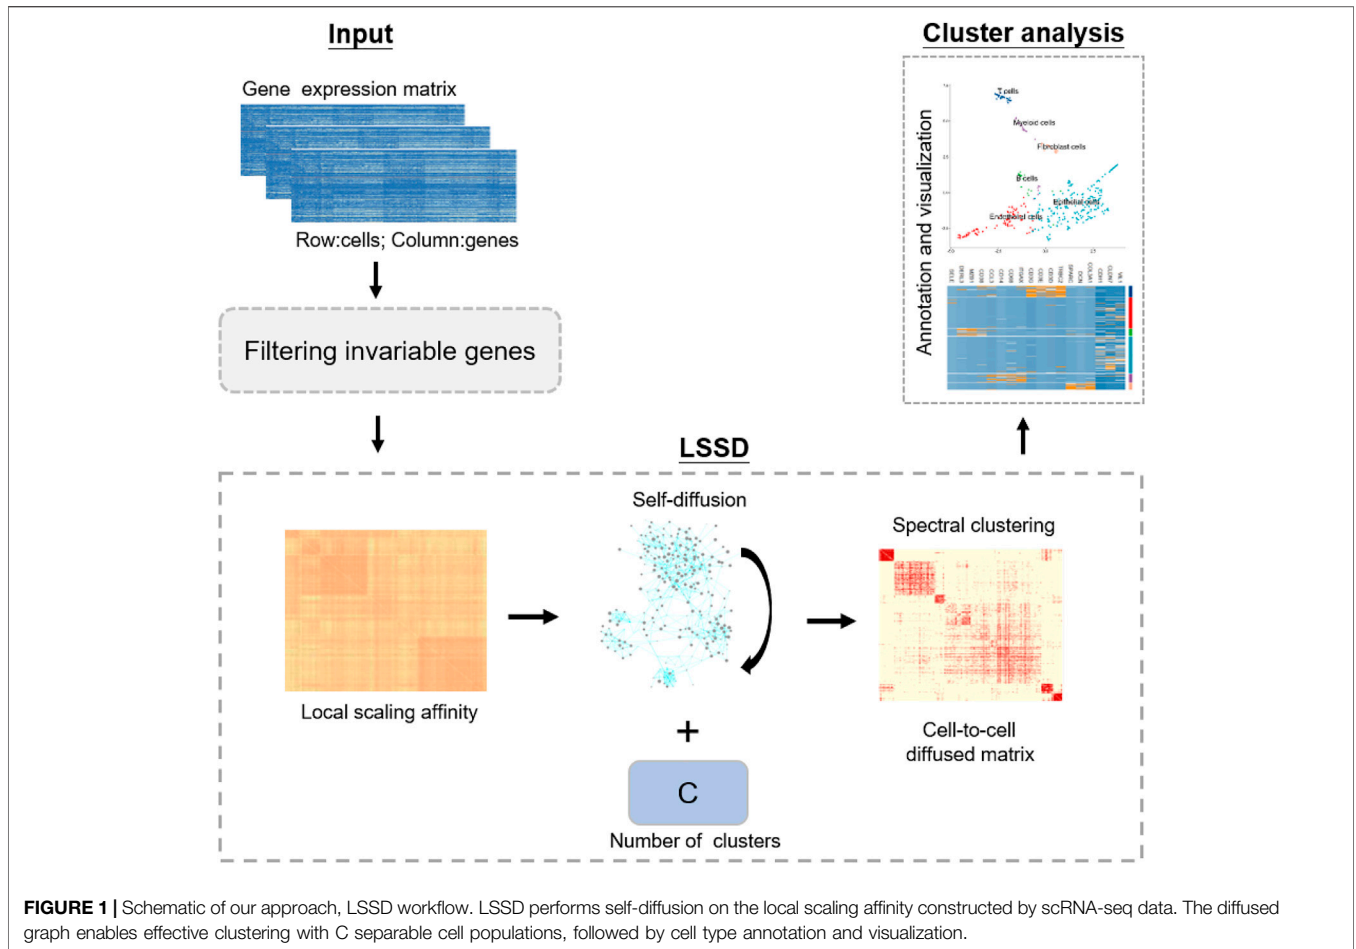 Input
Gene expression matrix
Row:cells; Column:genes
Filtering invariable genes
Cluster analysis
Annotation and visualization
T cells
Myeloid cells
Fibroblast cells
B cells
Epithelial cells
Endothelial cells
LSSD
Local scaling affinity
Self-diffusion
+
C
Number of clusters
Spectral clustering
Cell-to-cell
diffused matrix
FIGURE 1 | Schematic of our approach, LSSD workflow. LSSD performs self-diffusion on the local scaling affinity constructed by scRNA-seq data. The diffused
graph enables effective clustering with C separable cell populations, followed by cell type annotation and visualization.